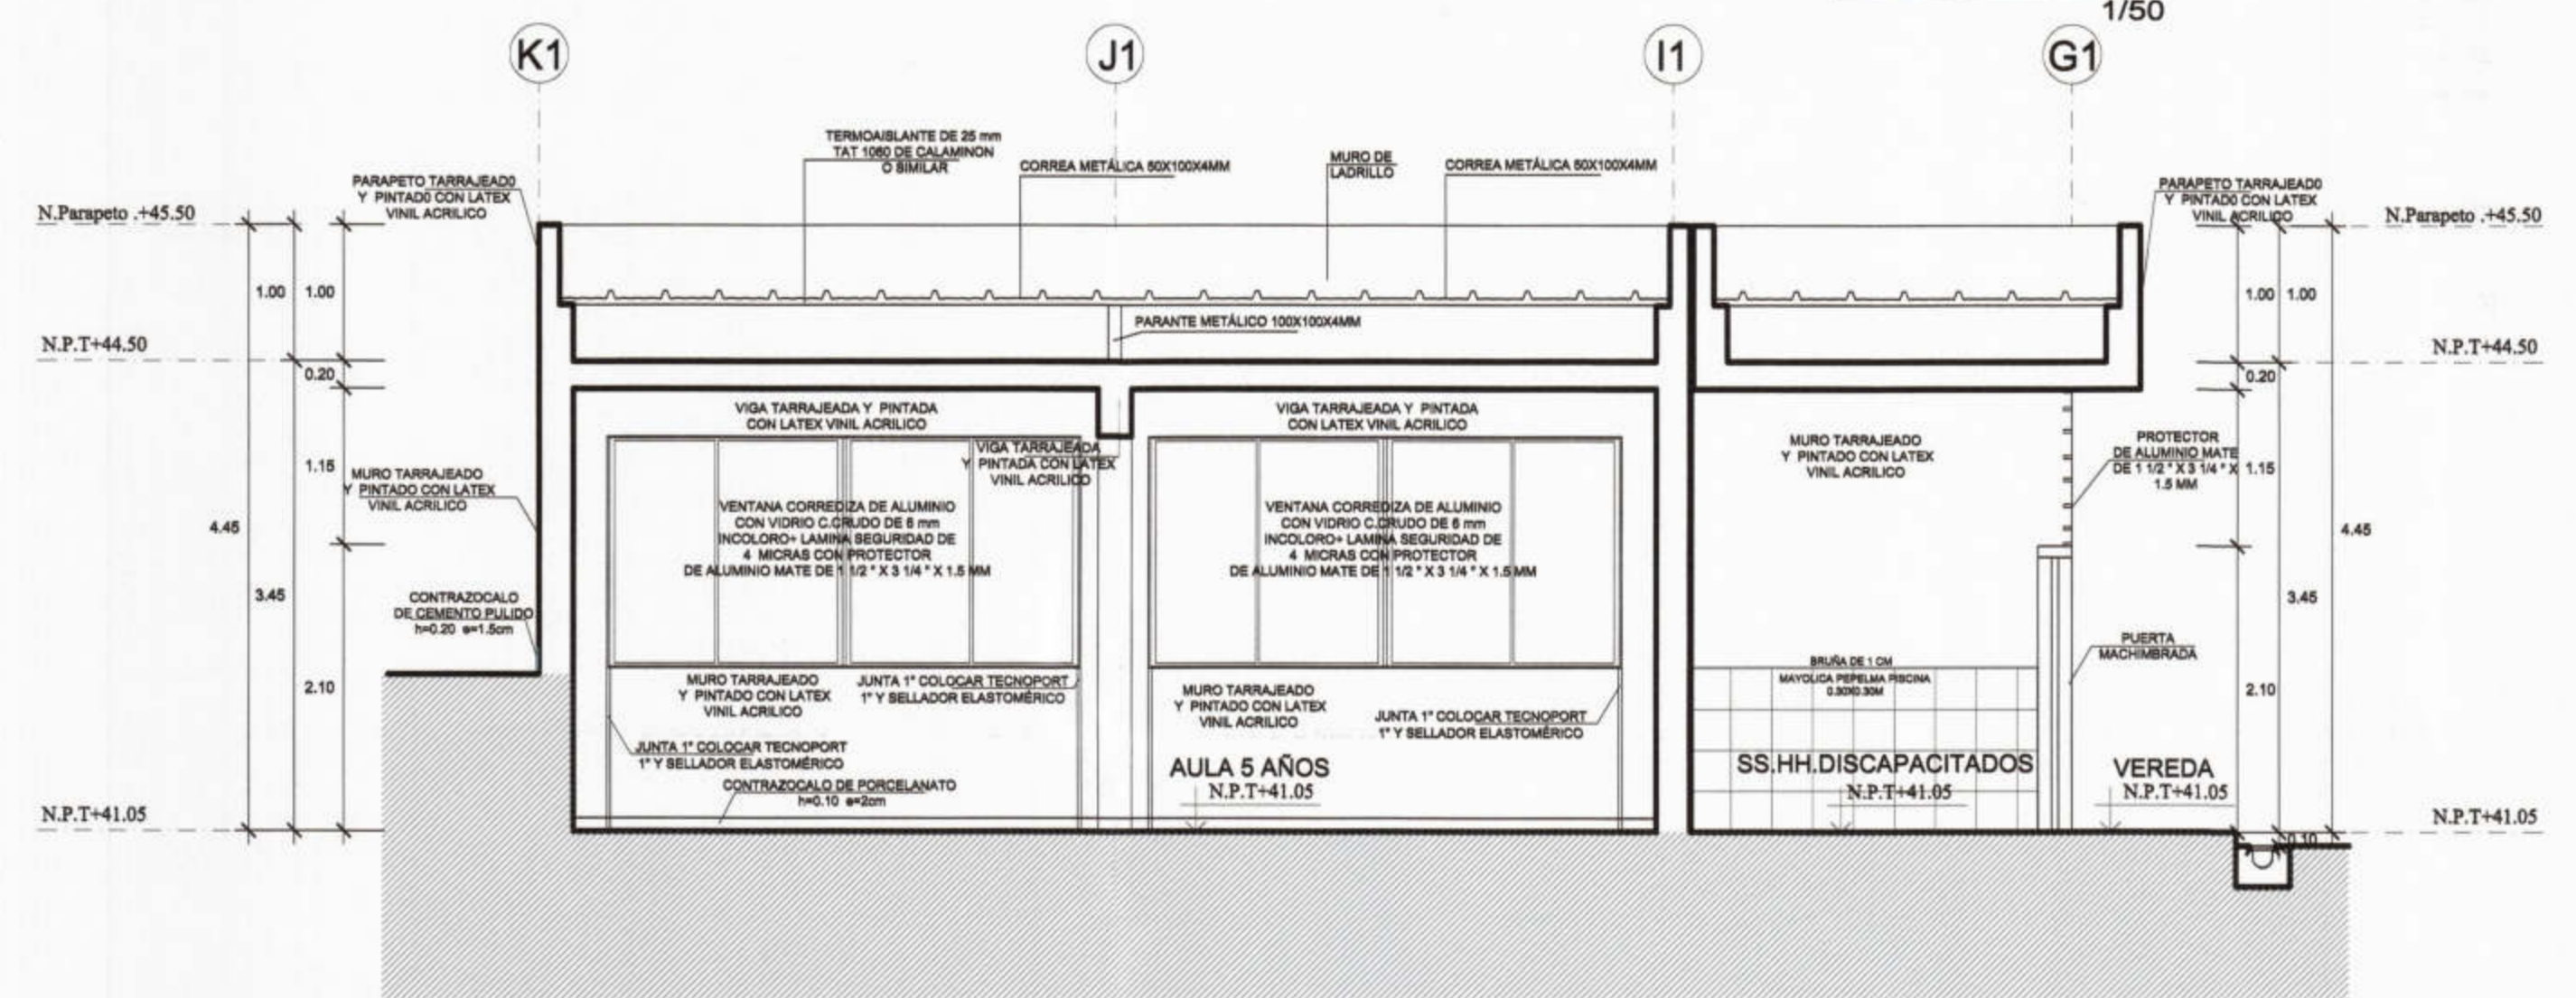 1/50
K1
J1
I1
G1
TERMOAISLANTE DE 25 mm
TAT 1060 DE CALAMINON
O SIMILAR
CORREA METÁLICA 50X100X4MM
MURO DE
LADRILLO
CORREA METÁLICA 50X100X4MM
PARAPETO TARRAJEADO
Y PINTADO CON LATEX
VINIL ACRILICO
PARAPETO TARRAJEADO
Y PINTADO CON LATEX
VINIL ACRILICO
N.Parapeto .+45.50
N.Parapeto .+45.50
1.00
1.00
1.00
1.00
PARANTE METÁLICO 100X100X4MM
N.P.T+44.50
N.P.T+44.50
0.20
0.20
VIGA TARRAJEADA Y PINTADA
CON LATEX VINIL ACRILICO
VIGA TARRAJEADA Y PINTADA
CON LATEX VINIL ACRILICO
VIGA TARRAJEADA
Y PINTADA CON LATEX
VINIL ACRILICO
MURO TARRAJEADO
Y PINTADO CON LATEX
VINIL ACRILICO
PROTECTOR
DE ALUMINIO MATE
DE 1 1/2 " X 3 1/4 " X
1.5 MM
1.15
1.15
MURO TARRAJEADO
Y PINTADO CON LATEX
VINIL ACRILICO
4.45
4.45
VENTANA CORREDIZA DE ALUMINIO
CON VIDRIO C.CRUDO DE 6 mm
INCOLORO+ LAMINA SEGURIDAD DE
4 MICRAS CON PROTECTOR
DE ALUMINIO MATE DE 1 1/2 " X 3 1/4 " X 1.5 MM
VENTANA CORREDIZA DE ALUMINIO
CON VIDRIO C.CRUDO DE 6 mm
INCOLORO+ LAMINA SEGURIDAD DE
4 MICRAS CON PROTECTOR
DE ALUMINIO MATE DE 1 1/2 " X 3 1/4 " X 1.5 MM
3.45
3.45
CONTRAZOCALO
DE CEMENTO PULIDO
h=0.20 e=1.5cm
PUERTA
MACHIMBRADA
2.10
2.10
MURO TARRAJEADO
Y PINTADO CON LATEX
VINIL ACRILICO
JUNTA 1" COLOCAR TECNOPORT
1" Y SELLADOR ELASTOMÉRICO
MURO TARRAJEADO
Y PINTADO CON LATEX
VINIL ACRILICO
JUNTA 1" COLOCAR TECNOPORT
1" Y SELLADOR ELASTOMÉRICO
BRUÑA DE 1 CM
MAYOLICA PEPELMA PISCINA
0.30X0.30M
JUNTA 1" COLOCAR TECNOPORT
1" Y SELLADOR ELASTOMÉRICO
CONTRAZOCALO DE PORCELANATO
h=0.10 e=2cm
AULA 5 AÑOS
N.P.T+41.05
SS.HH.DISCAPACITADOS
N.P.T+41.05
VEREDA
N.P.T+41.05
N.P.T+41.05
N.P.T+41.05
0.10